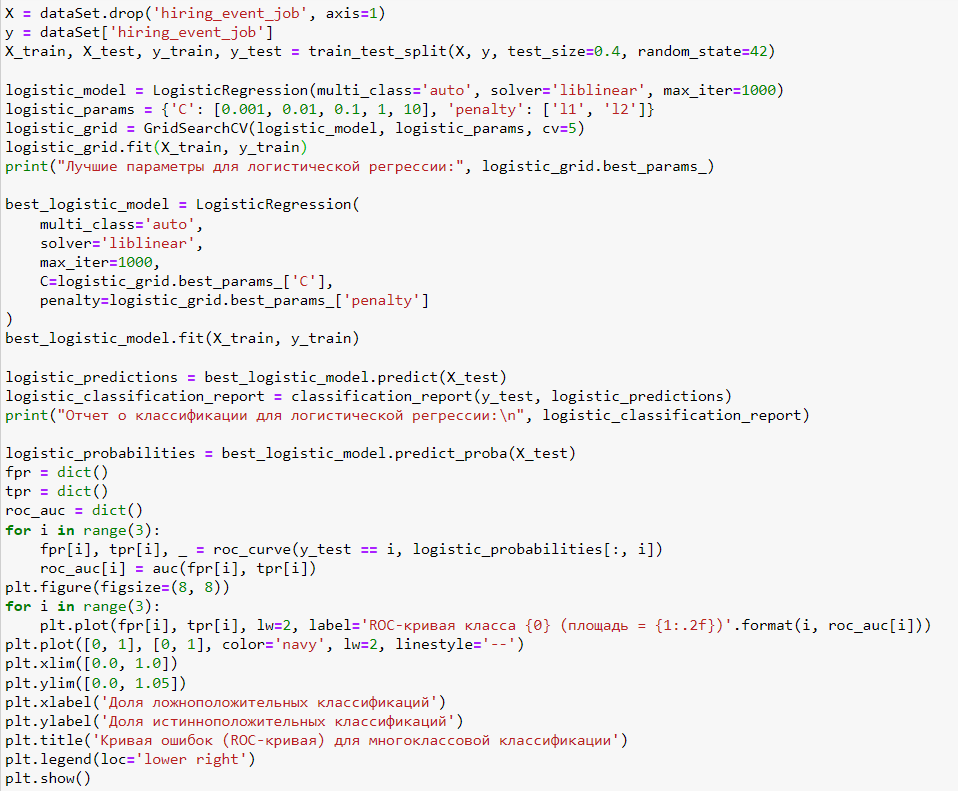 X = dataSet.drop('hiring_event_job', axis=1)
y = dataSet['hiring_event_job']
X_train, X_test, y_train, y_test = train_test_split(X, y, test_size=0.4, random_state=42)

logistic_model = LogisticRegression(multi_class='auto', solver='liblinear', max_iter=1000)
logistic_params = {'C': [0.001, 0.01, 0.1, 1, 10], 'penalty': ['l1', 'l2']}
logistic_grid = GridSearchCV(logistic_model, logistic_params, cv=5)
logistic_grid.fit(X_train, y_train)
print("Лучшие параметры для логистической регрессии:", logistic_grid.best_params_)

best_logistic_model = LogisticRegression(
    multi_class='auto',
    solver='liblinear',
    max_iter=1000,
    C=logistic_grid.best_params_['C'],
    penalty=logistic_grid.best_params_['penalty']
)
best_logistic_model.fit(X_train, y_train)

logistic_predictions = best_logistic_model.predict(X_test)
logistic_classification_report = classification_report(y_test, logistic_predictions)
print("Отчет о классификации для логистической регрессии:\n", logistic_classification_report)

logistic_probabilities = best_logistic_model.predict_proba(X_test)
fpr = dict()
tpr = dict()
roc_auc = dict()
for i in range(3):
    fpr[i], tpr[i], _ = roc_curve(y_test == i, logistic_probabilities[:, i])
    roc_auc[i] = auc(fpr[i], tpr[i])
plt.figure(figsize=(8, 8))
for i in range(3):
    plt.plot(fpr[i], tpr[i], lw=2, label='ROC-кривая класса {0} (площадь = {1:.2f})'.format(i, roc_auc[i]))
plt.plot([0, 1], [0, 1], color='navy', lw=2, linestyle='--')
plt.xlim([0.0, 1.0])
plt.ylim([0.0, 1.05])
plt.xlabel('Доля ложноположительных классификаций')
plt.ylabel('Доля истинноположительных классификаций')
plt.title('Кривая ошибок (ROC-кривая) для многоклассовой классификации')
plt.legend(loc='lower right')
plt.show()